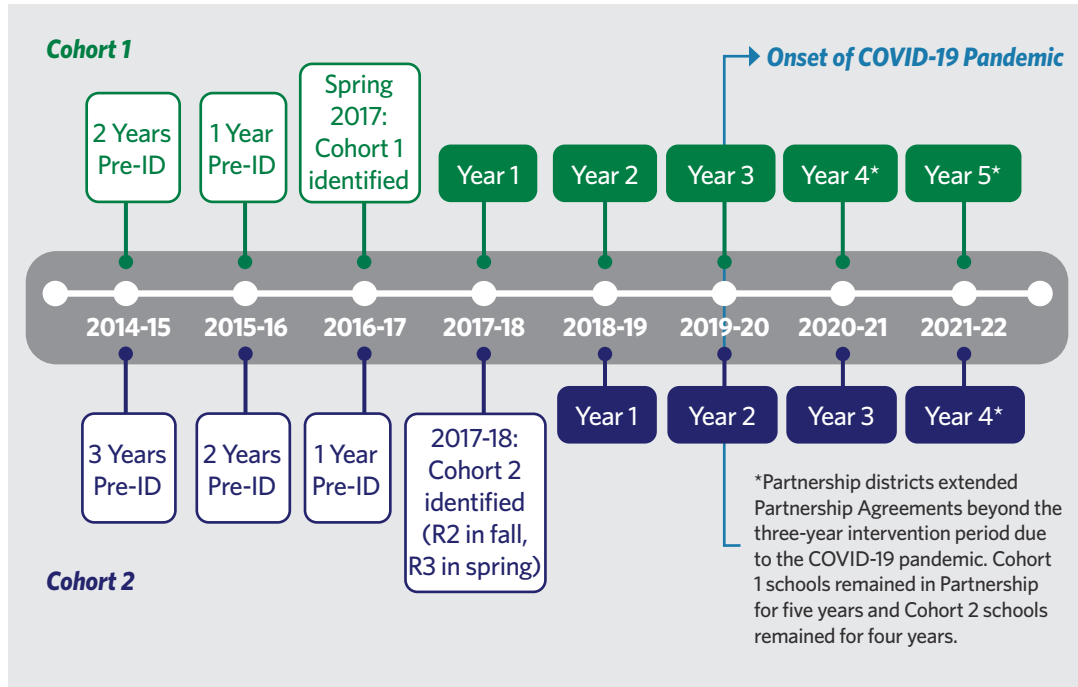 Cohort 1
Onset of COVID-19 Pandemic
2 Years
Pre-ID
1 Year
Pre-ID
Spring
2017:
Cohort 1
identified
Year 1
Year 2
Year 3
Year 4*
Year 5*
2014-15
2015-16
2016-17
2017-18
2018-19
2019-20
2020-21
2021-22
3 Years
Pre-ID
2 Years
Pre-ID
1 Year
Pre-ID
2017-18:
Cohort 2
identified
(R2 in fall,
R3 in spring)
Year 1
Year 2
Year 3
Year 4*
Cohort 2
*Partnership districts extended
Partnership Agreements beyond the
three-year intervention period due
to the COVID-19 pandemic. Cohort
1 schools remained in Partnership
for five years and Cohort 2 schools
remained for four years.